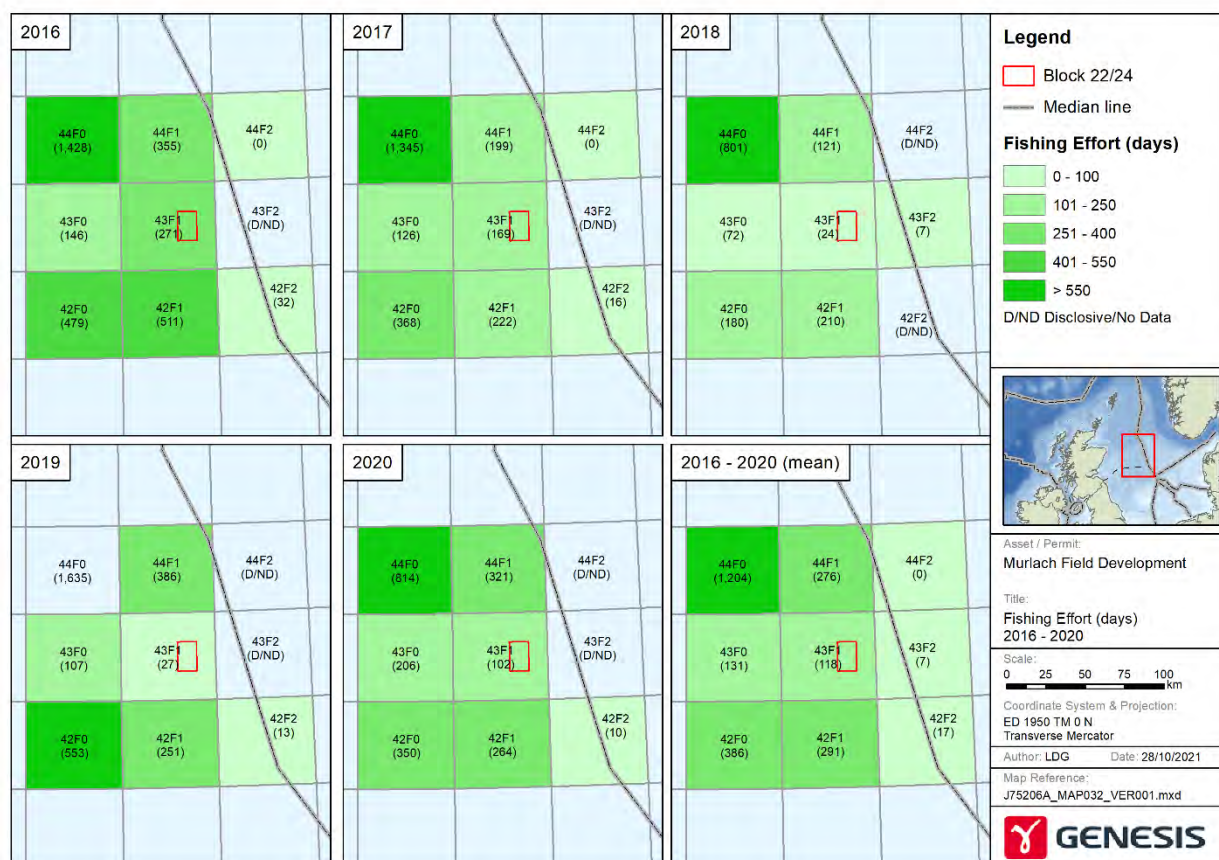 2016
44F0
(1,428)
44F1
(355)
44F2
(0)
43F0
(146)
43F1
(271)
43F2
(D/ND)
42F0
(479)
42F1
(511)
42F2
(32)
2017
44F0
(1,345)
44F1
(199)
44F2
(0)
43F0
(126)
43F1
(169)
43F2
(D/ND)
42F0
(368)
42F1
(222)
42F2
(16)
2018
44F0
(801)
44F1
(121)
44F2
(D/ND)
43F0
(72)
43F1
(24)
43F2
(7)
42F0
(180)
42F1
(210)
42F2
(D/ND)
2019
44F0
(1,635)
44F1
(386)
44F2
(D/ND)
43F0
(107)
43F1
(27)
43F2
(D/ND)
42F0
(553)
42F1
(251)
42F2
(13)
2020
44F0
(814)
44F1
(321)
44F2
(D/ND)
43F0
(206)
43F1
(102)
43F2
(D/ND)
42F0
(350)
42F1
(264)
42F2
(10)
2016 - 2020 (mean)
44F0
(1,204)
44F1
(276)
44F2
(0)
43F0
(131)
43F1
(118)
43F2
(7)
42F0
(386)
42F1
(291)
42F2
(17)
Legend
Block 22/24
Median line
Fishing Effort (days)
0 - 100
101 - 250
251 - 400
401 - 550
> 550
D/ND Disclosive/No Data
Asset / Permit:
Murlach Field Development
Title:
Fishing Effort (days)
2016 - 2020
Scale:
0 25 50 75 100
km
Coordinate System & Projection:
ED 1950 TM 0 N
Transverse Mercator
Author: LDG Date: 28/10/2021
Map Reference:
J75206A_MAP032_VER001.mxd
GENESIS